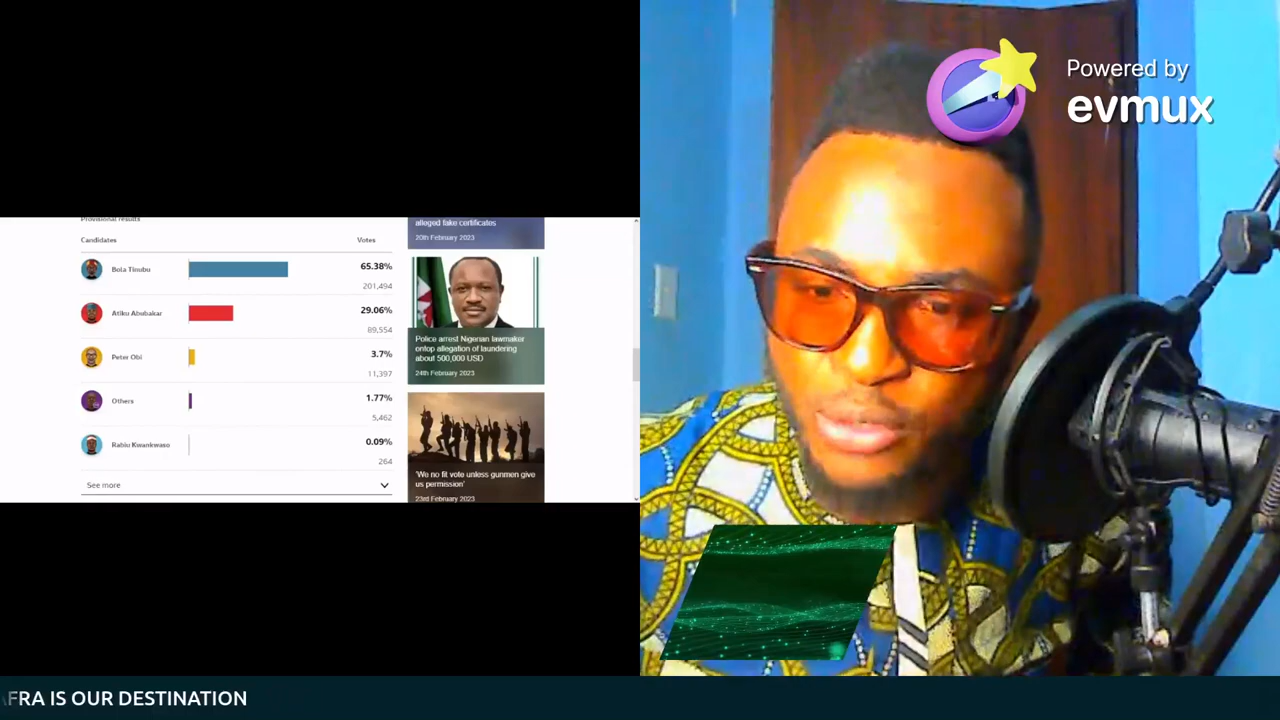 Provisional results
Candidates
Votes
Bola Tinubu
65.38%
201,494
Atiku Abubakar
29.06%
89,554
Peter Obi
3.7%
11,397
Others
1.77%
5,462
Rabiu Kwankwaso
0.09%
264
See more
alleged fake certificates
20th February 2023
Police arrest Nigerian lawmaker
ontop allegation of laundering
about 500,000 USD
24th February 2023
'We no fit vote unless gunmen give
us permission'
23rd February 2023
Powered by
evmux
FRA IS OUR DESTINATION